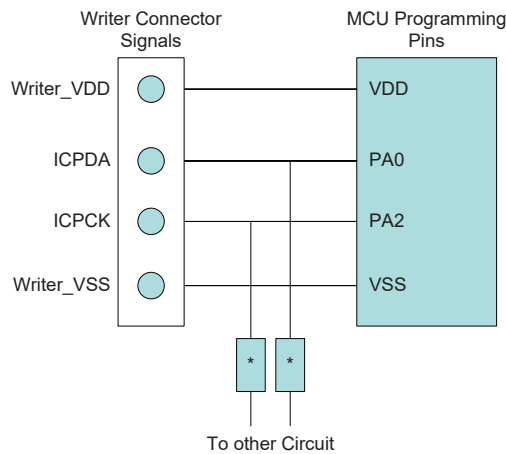 Writer Connector
Signals
MCU Programming
Pins
Writer_VDD
VDD
ICPDA
PA0
ICPCK
PA2
Writer_VSS
VSS
* *
To other Circuit